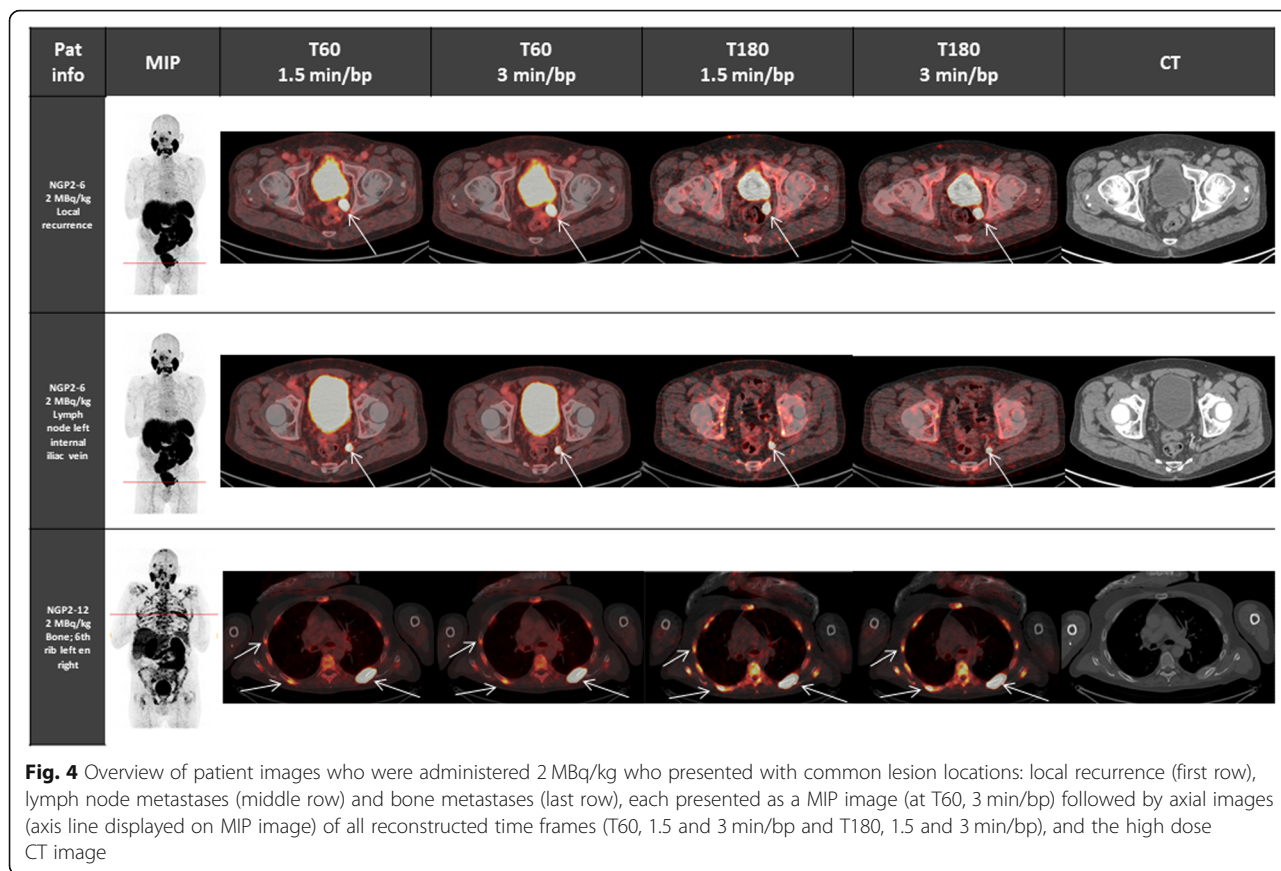 Pat
info
MIP
T60
1.5 min/bp
T60
3 min/bp
T180
1.5 min/bp
T180
3 min/bp
CT
NGP2-6
2 MBq/kg
Local
recurrence
NGP2-6
2 MBq/kg
Lymph
node left
internal
iliac vein
NGP2-12
2 MBq/kg
Bone; 6th
rib left en
right
Fig. 4 Overview of patient images who were administered 2 MBq/kg who presented with common lesion locations: local recurrence (first row),
lymph node metastases (middle row) and bone metastases (last row), each presented as a MIP image (at T60, 3 min/bp) followed by axial images
(axis line displayed on MIP image) of all reconstructed time frames (T60, 1.5 and 3 min/bp and T180, 1.5 and 3 min/bp), and the high dose
CT image